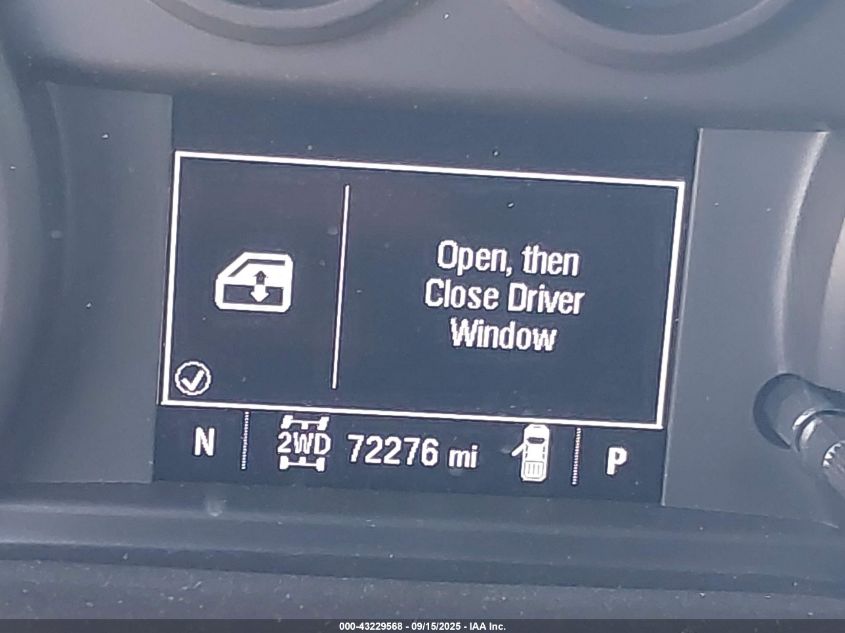 Open, then
Close Driver
Window
N 2WD 72276 mi P
000-43229568 - 09/15/2025 - IAA Inc.